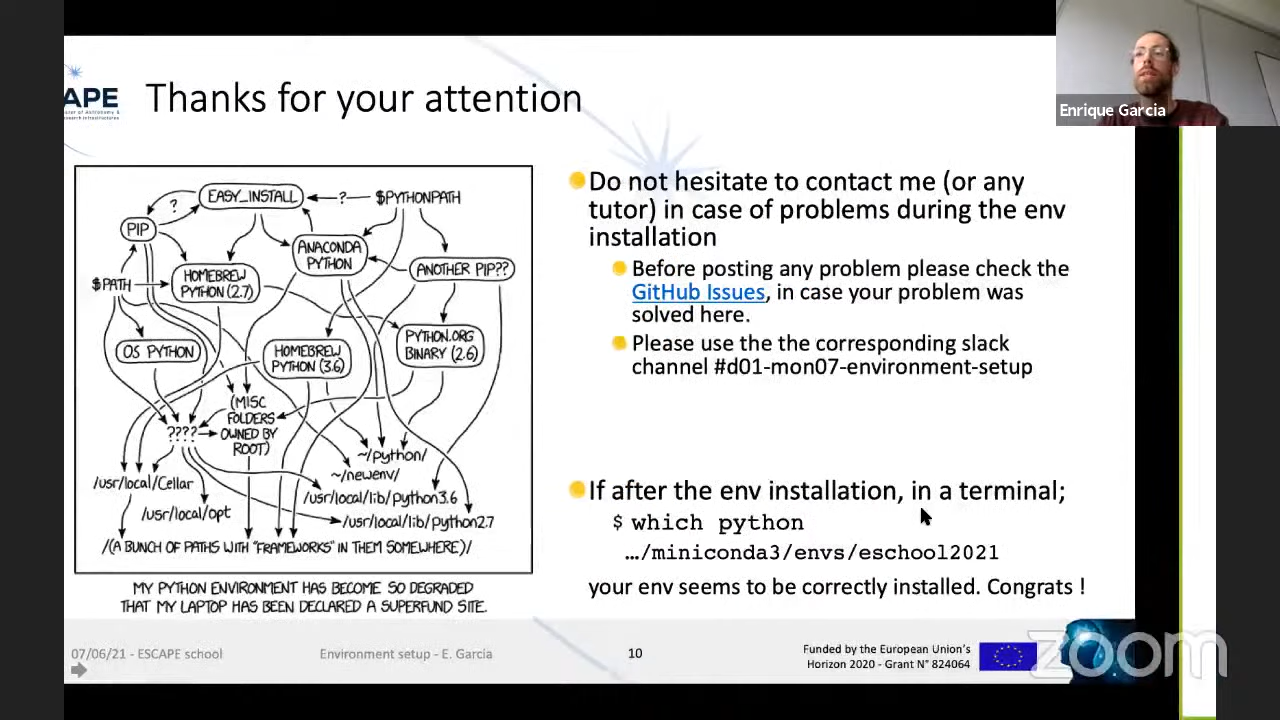 Enrique Garcia
APE
Thanks for your attention
EASY_INSTALL
?
$PYTHONPATH
?
PIP
ANACONDA
PYTHON
ANOTHER PIP??
HOMEBREW
PYTHON (2.7)
$PATH
OS PYTHON
HOMEBREW
PYTHON (3.6)
PYTHON.ORG
BINARY (2.6)
(MISC
FOLDERS
OWNED BY
ROOT)
????
~/python/
~/newenv/
/usr/local/Cellar
/usr/local/lib/python3.6
/usr/local/opt
/usr/local/lib/python2.7
/(A BUNCH OF PATHS WITH "FRAMEWORKS" IN THEM SOMEWHERE)/
MY PYTHON ENVIRONMENT HAS BECOME SO DEGRADED
THAT MY LAPTOP HAS BEEN DECLARED A SUPERFUND SITE.
Do not hesitate to contact me (or any
tutor) in case of problems during the env
installation
Before posting any problem please check the
GitHub Issues, in case your problem was
solved here.
Please use the the corresponding slack
channel #d01-mon07-environment-setup
If after the env installation, in a terminal;
$ which python
…/miniconda3/envs/eschool2021
your env seems to be correctly installed. Congrats !
07/06/21 - ESCAPE school
Environment setup - E. Garcia
10
Funded by the European Union's
Horizon 2020 - Grant N° 824064
zoom